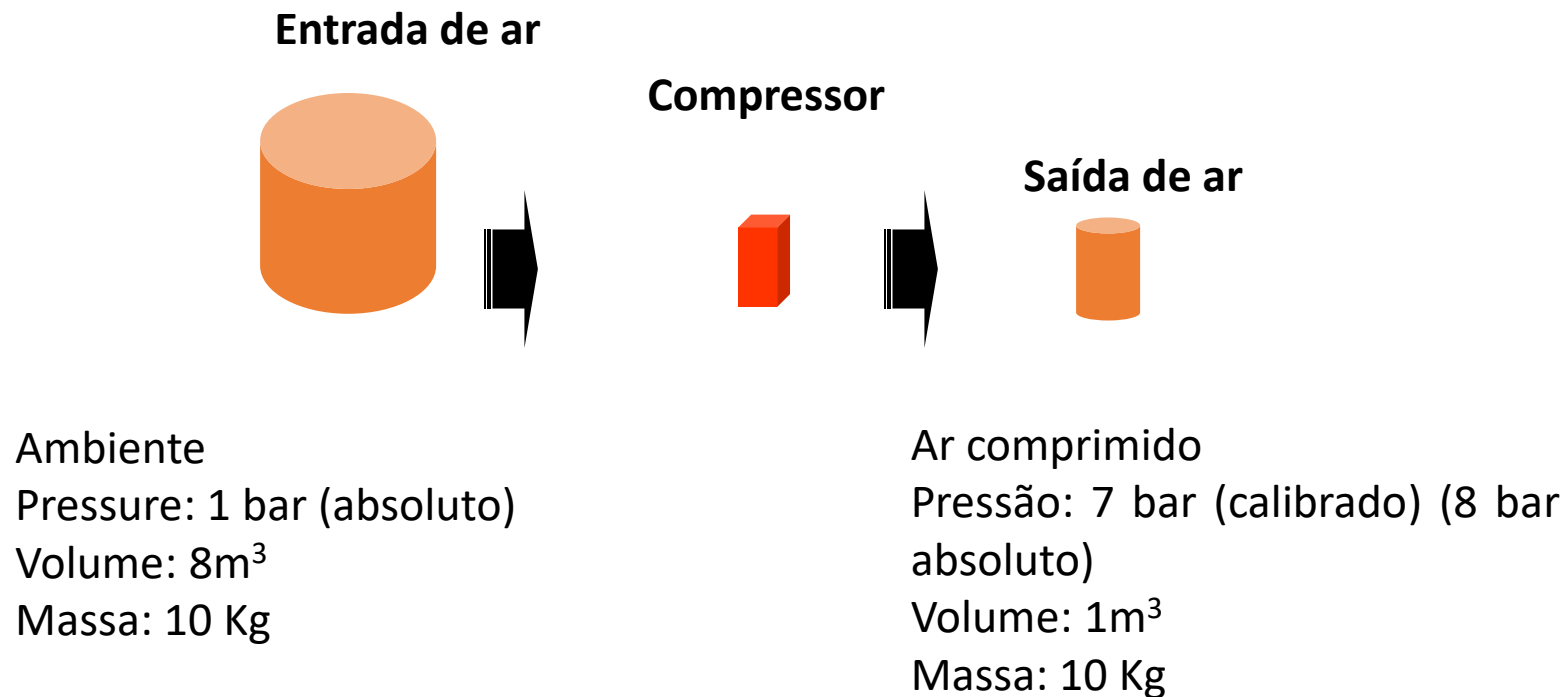 Entrada de ar
Compressor
Saída de ar
Ambiente
Pressure: 1 bar (absoluto)
Volume: 8m³
Massa: 10 Kg
Ar comprimido
Pressão: 7 bar (calibrado) (8 bar
absoluto)
Volume: 1m³
Massa: 10 Kg